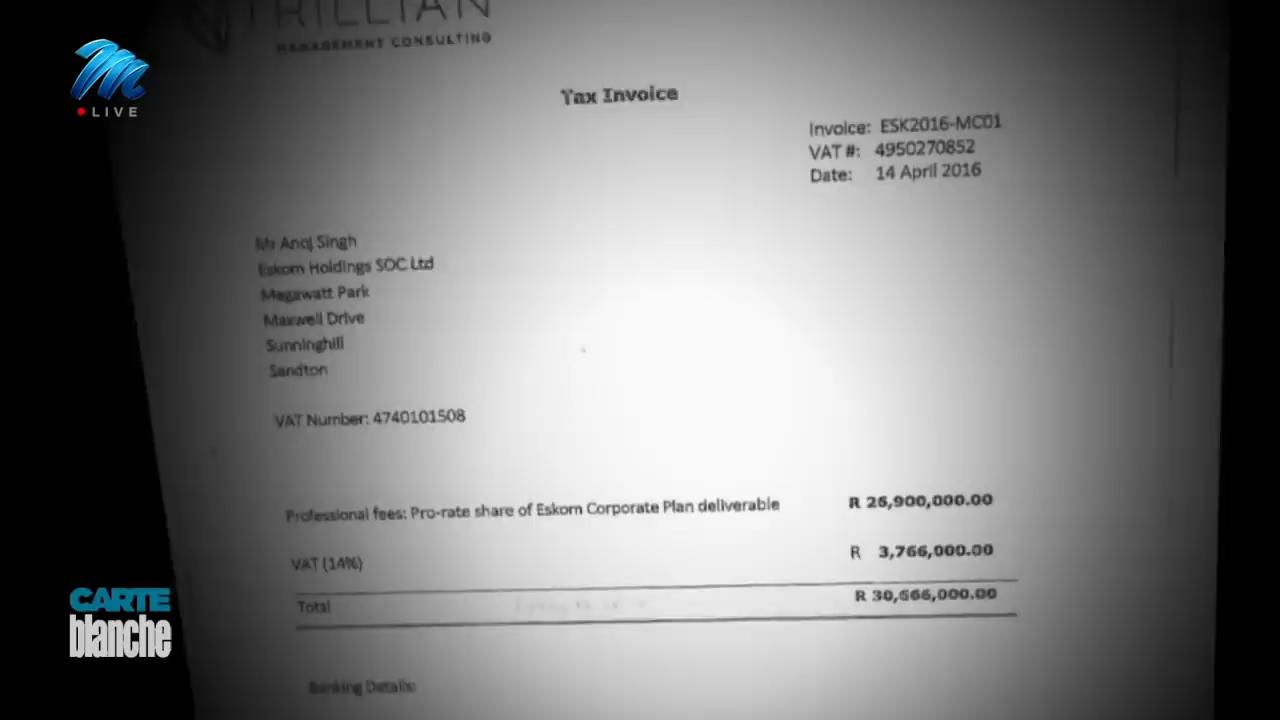 TRILLIAN
MANAGEMENT CONSULTING
LIVE
Tax Invoice
Invoice: ESK2016-MC01
VAT #: 4950270852
Date: 14 April 2016
Mr Anoj Singh
Eskom Holdings SOC Ltd
Megawatt Park
Maxwell Drive
Sunninghill
Sandton
VAT Number: 4740101508
Professional fees: Pro-rate share of Eskom Corporate Plan deliverable R 26,900,000.00
VAT (14%) R 3,766,000.00
Total R 30,666,000.00
Banking Details:
CARTE
blanche